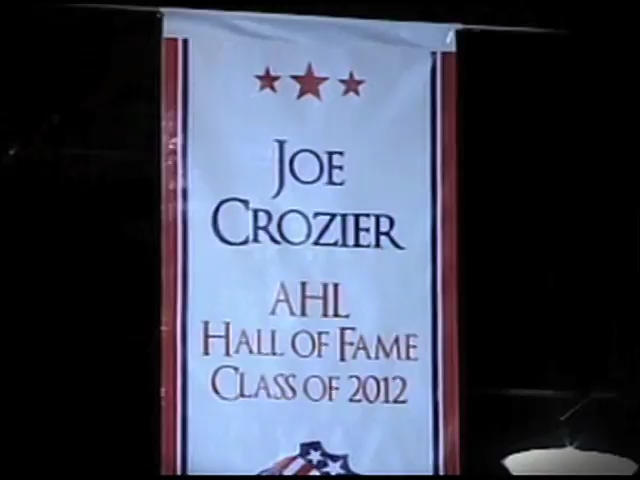 Joe
Crozier
AHL
Hall of Fame
Class of 2012